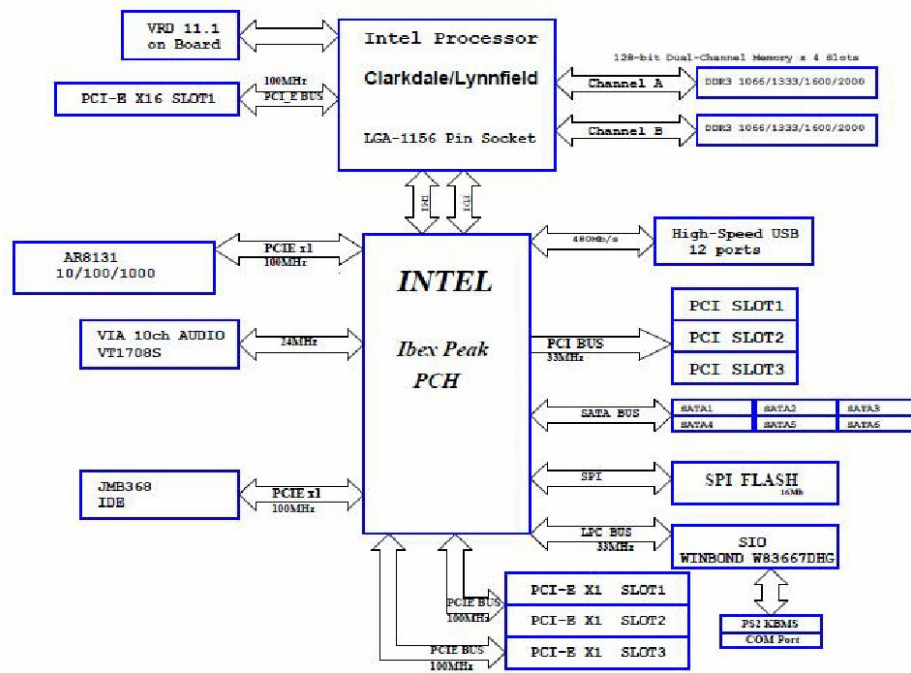 VRD 11.1
on Board
Intel Processor
Clarkdale/Lynnfield
LGA-1156 Pin Socket
128-bit Dual-Channel Memory x 4 Slots
100MHz
PCI_E BUS
PCI-E X16 SLOT1
Channel A
DDR3 1066/1333/1600/2000
Channel B
DDR3 1066/1333/1600/2000
AR8131
10/100/1000
PCIE x1
100MHz
INTEL
Ibex Peak
PCH
480Mb/s
High-Speed USB
12 ports
VIA 10ch AUDIO
VT1708S
24MHz
PCI BUS
33MHz
PCI SLOT1
PCI SLOT2
PCI SLOT3
SATA BUS
SATA1 SATA2 SATA3
SATA4 SATA5 SATA6
JMB368
IDE
PCIE x1
100MHz
SPI
SPI FLASH
16Mb
LPC BUS
33MHz
SIO
WINBOND W83667DHG
PS2 KBMS
COM Port
PCIE BUS
100MHz
PCI-E X1 SLOT1
PCI-E X1 SLOT2
PCIE BUS
100MHz
PCI-E X1 SLOT3